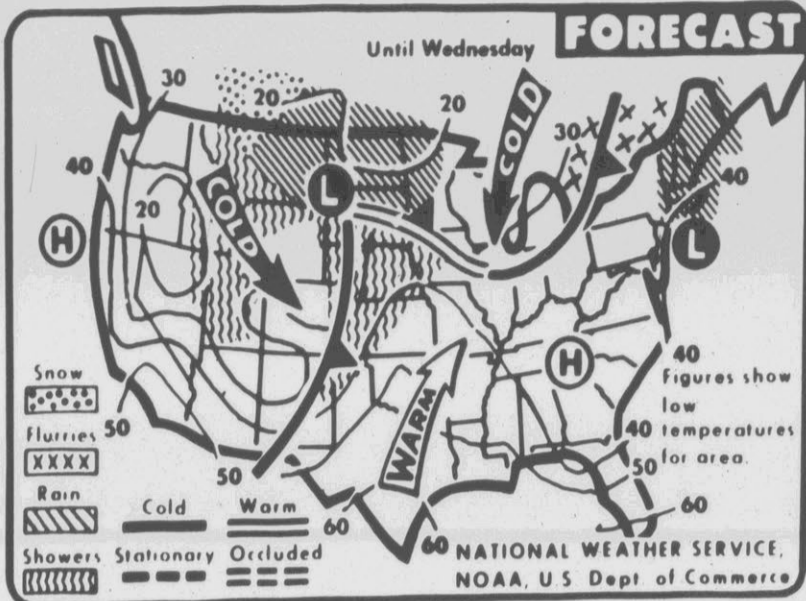 FORECAST
Until Wednesday
30
20
20
COLD
30
40
COLD
L
20
40
H
L
H
40
Figures show
low
temperatures
for area.
Snow
50
Flurries
XXXX
50
WARM
40
50
60
Rain
Cold
Warm
60
60
Showers
Stationary
Occluded
NATIONAL WEATHER SERVICE,
NOAA, U.S. Dept. of Commerce